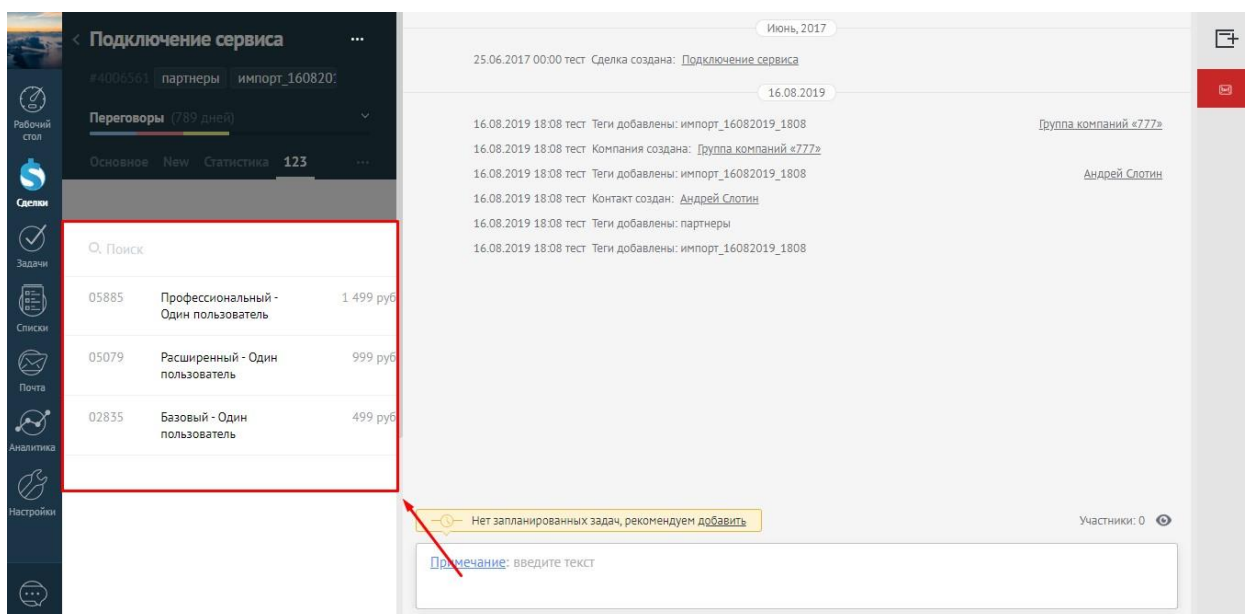 Рабочий
стол
Сделки
Задачи
Списки
Почта
Аналитика
Настройки
Подключение сервиса
#4006561 партнеры импорт_160820
Переговоры (789 дней)
Основное New Статистика 123
Поиск
05885 Профессиональный - 1 499 руб
Один пользователь
05079 Расширенный - Один 999 руб
пользователь
02835 Базовый - Один 499 руб
пользователь
Июнь, 2017
25.06.2017 00:00 тест Сделка создана: Подключение сервиса
16.08.2019
16.08.2019 18:08 тест Теги добавлены: импорт_16082019_1808 Группа компаний «777»
16.08.2019 18:08 тест Компания создана: Группа компаний «777»
16.08.2019 18:08 тест Теги добавлены: импорт_16082019_1808 Андрей Слотин
16.08.2019 18:08 тест Контакт создан: Андрей Слотин
16.08.2019 18:08 тест Теги добавлены: партнеры
16.08.2019 18:08 тест Теги добавлены: импорт_16082019_1808
Нет запланированных задач, рекомендуем добавить Участники: 0
Примечание: введите текст